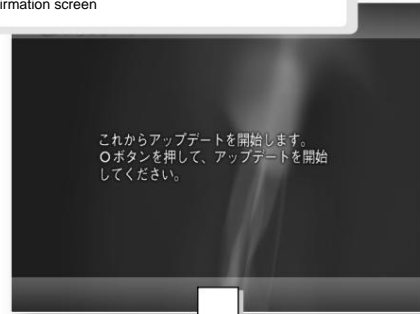 irmation screen
これからアップデートを開始します。
○ボタンを押して、アップデートを開始
してください。